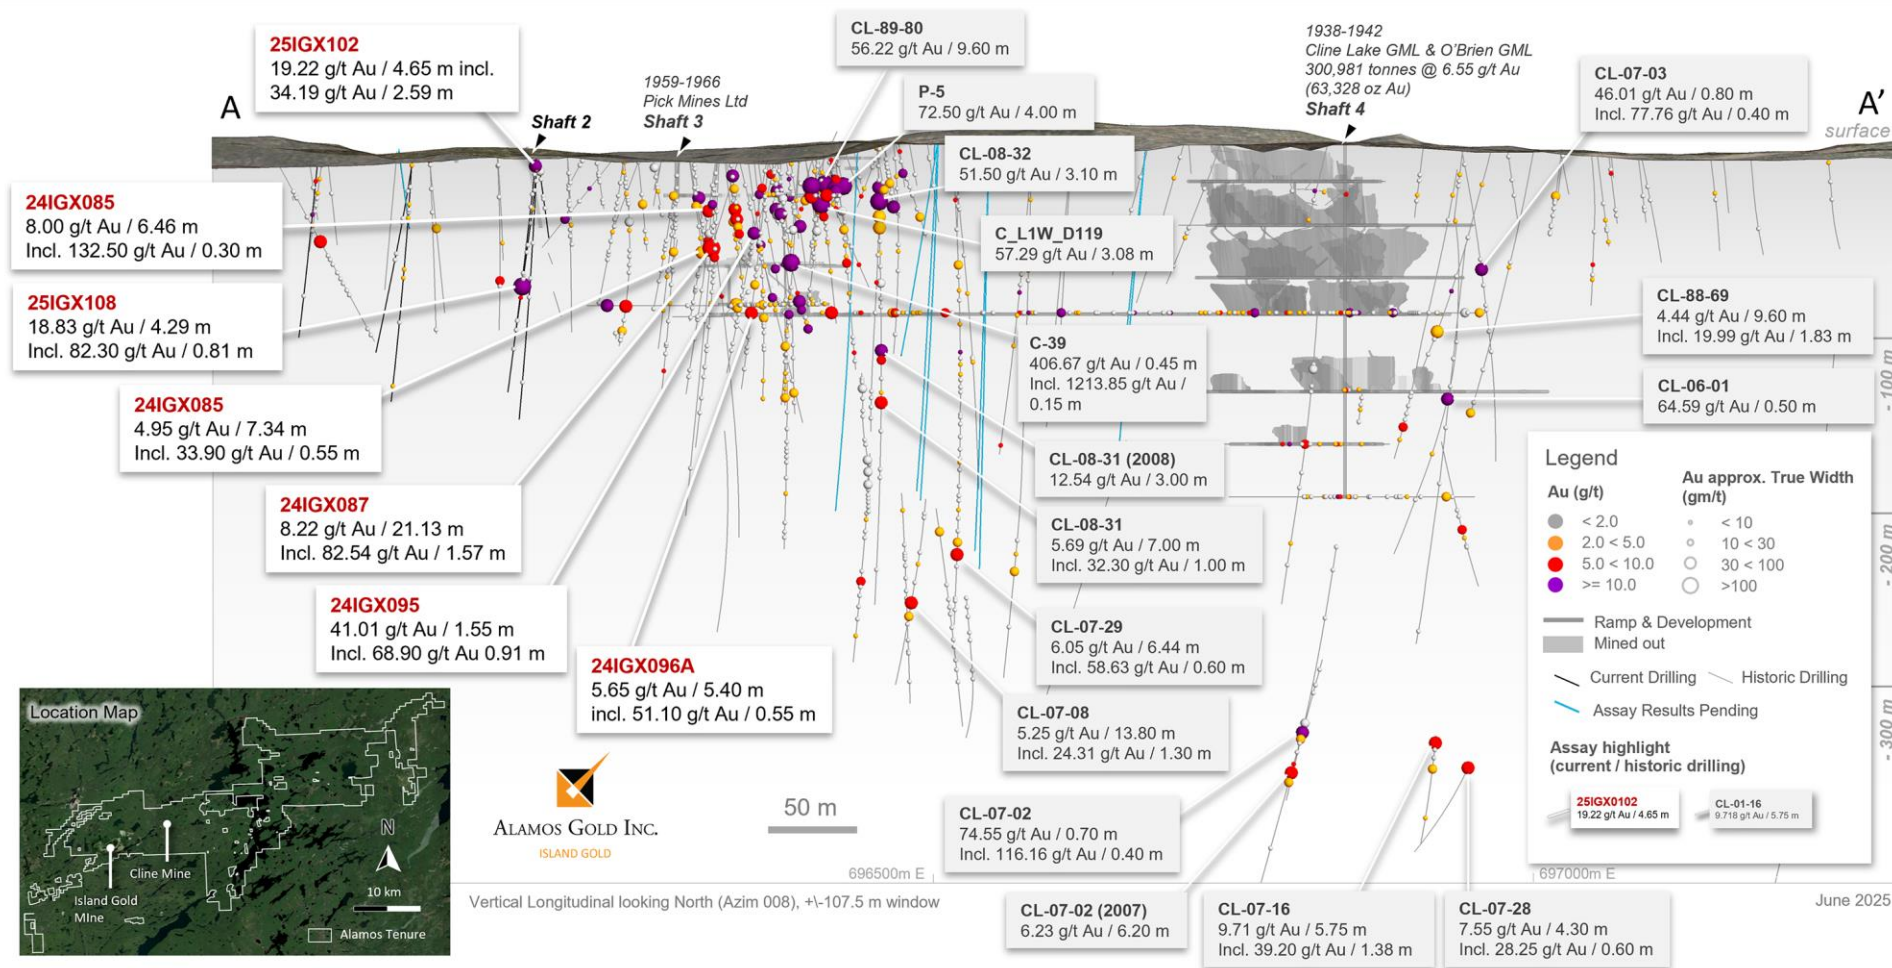 25IGX102
19.22 g/t Au / 4.65 m incl.
34.19 g/t Au / 2.59 m
CL-89-80
56.22 g/t Au / 9.60 m
1938-1942
Cline Lake GML & O'Brien GML
300,981 tonnes @ 6.55 g/t Au
(63,328 oz Au)
Shaft 4
CL-07-03
46.01 g/t Au / 0.80 m
Incl. 77.76 g/t Au / 0.40 m
A
1959-1966
Pick Mines Ltd
Shaft 3
Shaft 2
P-5
72.50 g/t Au / 4.00 m
A'
surface
CL-08-32
51.50 g/t Au / 3.10 m
24IGX085
8.00 g/t Au / 6.46 m
Incl. 132.50 g/t Au / 0.30 m
C_L1W_D119
57.29 g/t Au / 3.08 m
25IGX108
18.83 g/t Au / 4.29 m
Incl. 82.30 g/t Au / 0.81 m
CL-88-69
4.44 g/t Au / 9.60 m
Incl. 19.99 g/t Au / 1.83 m
C-39
406.67 g/t Au / 0.45 m
Incl. 1213.85 g/t Au /
0.15 m
- 100 m
24IGX085
4.95 g/t Au / 7.34 m
Incl. 33.90 g/t Au / 0.55 m
CL-06-01
64.59 g/t Au / 0.50 m
CL-08-31 (2008)
12.54 g/t Au / 3.00 m
24IGX087
8.22 g/t Au / 21.13 m
Incl. 82.54 g/t Au / 1.57 m
CL-08-31
5.69 g/t Au / 7.00 m
Incl. 32.30 g/t Au / 1.00 m
- 200 m
24IGX095
41.01 g/t Au / 1.55 m
Incl. 68.90 g/t Au 0.91 m
CL-07-29
6.05 g/t Au / 6.44 m
Incl. 58.63 g/t Au / 0.60 m
24IGX096A
5.65 g/t Au / 5.40 m
incl. 51.10 g/t Au / 0.55 m
CL-07-08
5.25 g/t Au / 13.80 m
Incl. 24.31 g/t Au / 1.30 m
- 300 m
Legend
Au (g/t)
< 2.0
2.0 < 5.0
5.0 < 10.0
>= 10.0
Au approx. True Width
(gm/t)
< 10
10 < 30
30 < 100
>100
Ramp & Development
Mined out
Current Drilling
Historic Drilling
Assay Results Pending
Assay highlight
(current / historic drilling)
25IGX0102
19.22 g/t Au / 4.65 m
CL-01-16
9.718 g/t Au / 5.75 m
Location Map
N
Cline Mine
Island Gold
MIne
10 km
Alamos Tenure
ALAMOS GOLD INC.
ISLAND GOLD
50 m
CL-07-02
74.55 g/t Au / 0.70 m
Incl. 116.16 g/t Au / 0.40 m
696500m E
697000m E
Vertical Longitudinal looking North (Azim 008), +\-107.5 m window
June 2025
CL-07-02 (2007)
6.23 g/t Au / 6.20 m
CL-07-16
9.71 g/t Au / 5.75 m
Incl. 39.20 g/t Au / 1.38 m
CL-07-28
7.55 g/t Au / 4.30 m
Incl. 28.25 g/t Au / 0.60 m